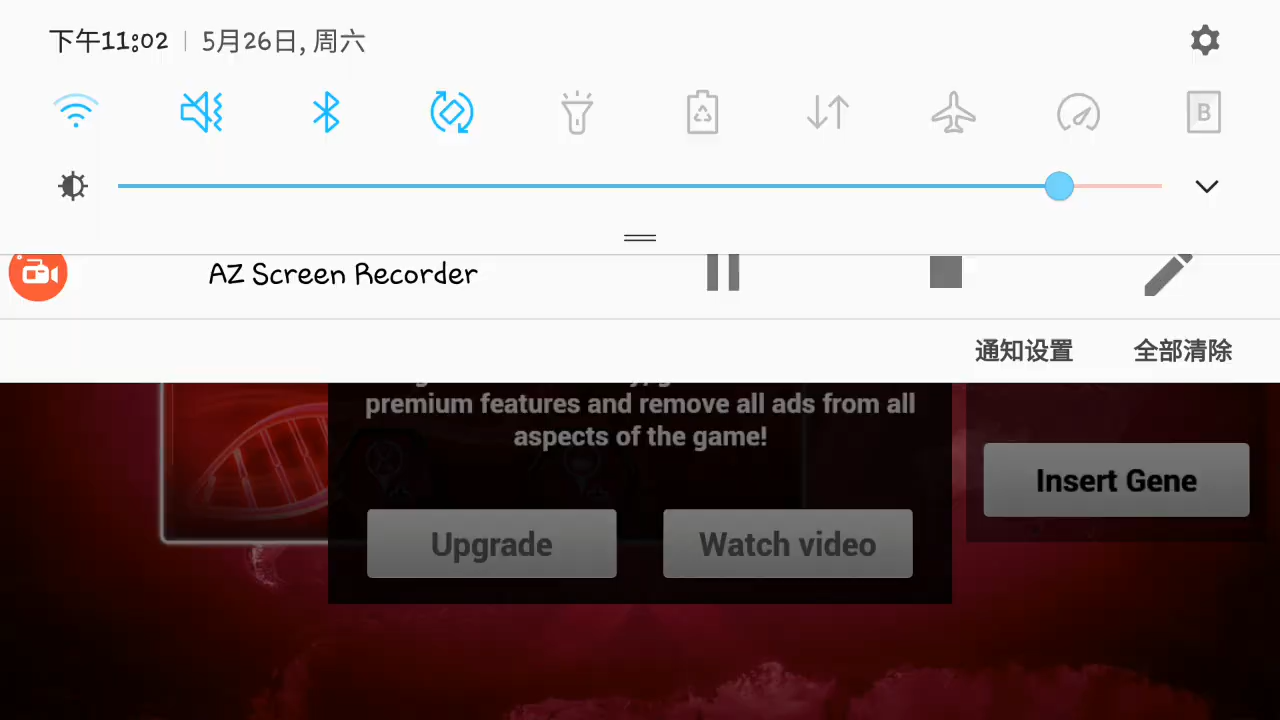 下午11:02 | 5月26日, 周六
B
AZ Screen Recorder
通知设置 全部清除
premium features and remove all ads from all
aspects of the game!
Insert Gene
Upgrade Watch video